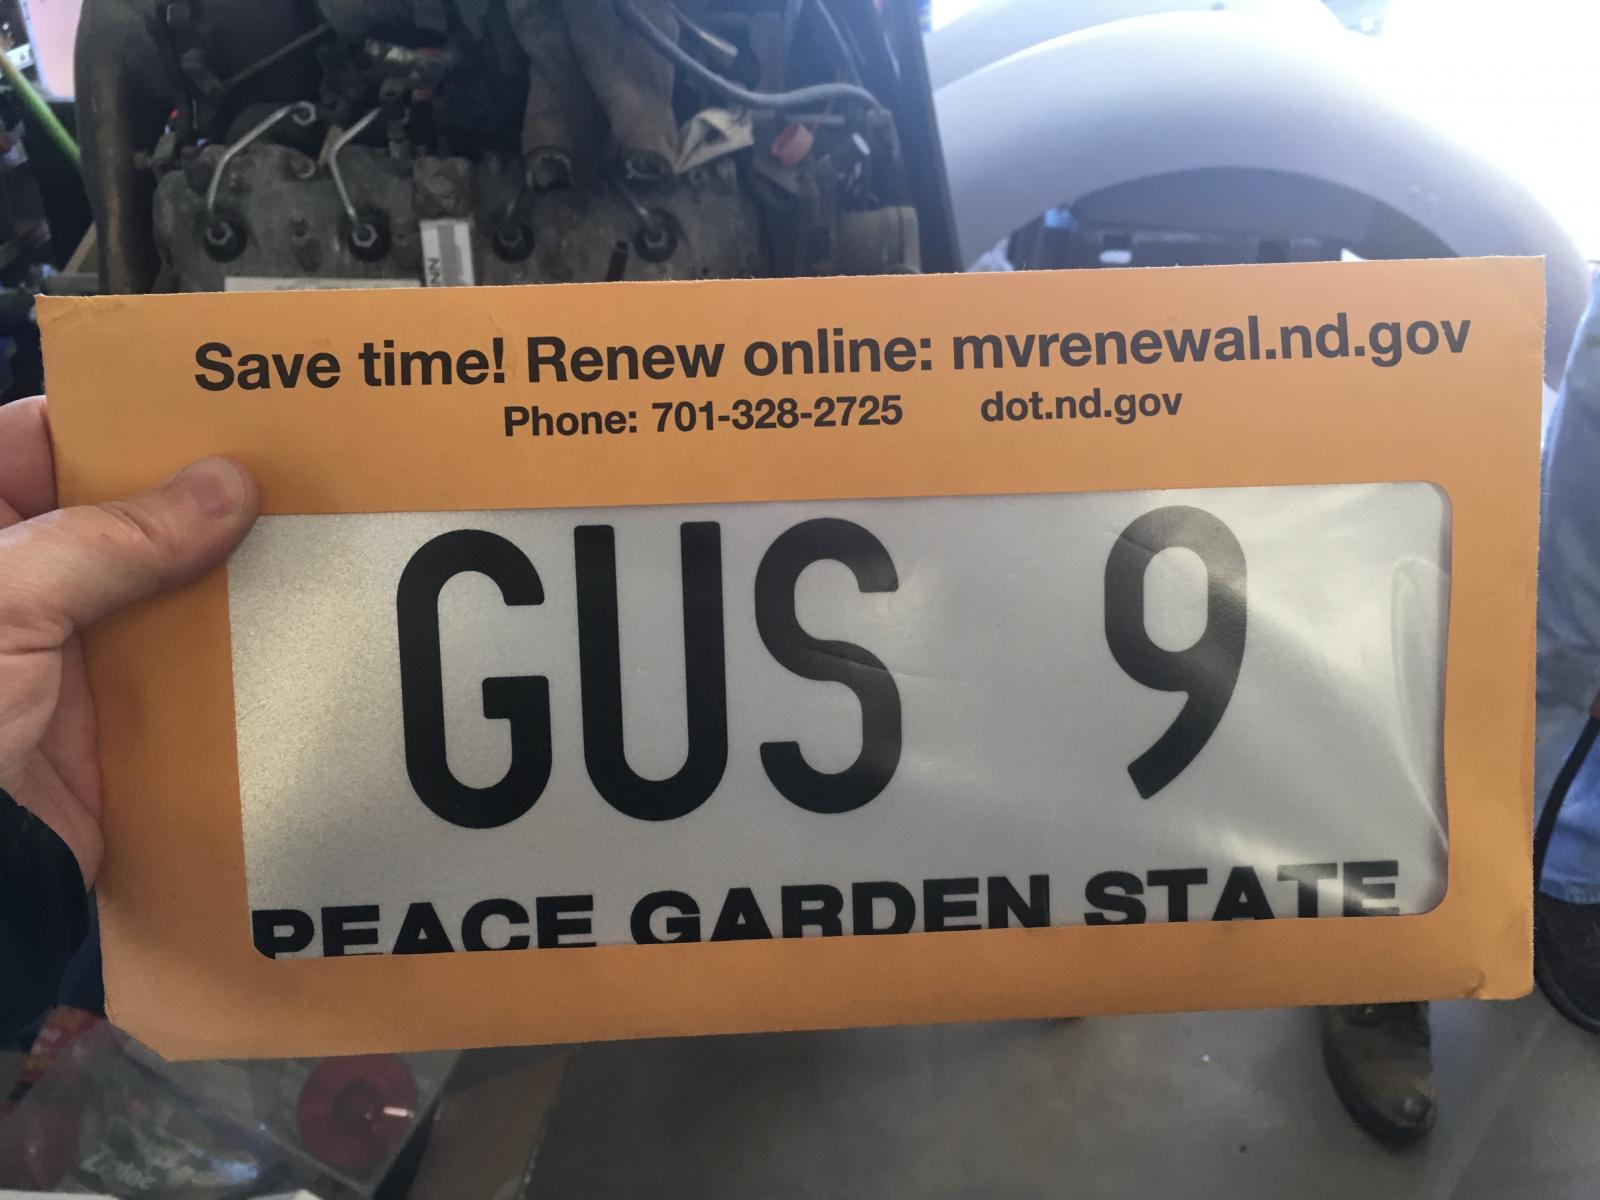 Save time! Renew online: mvrenewal.nd.gov
Phone: 701-328-2725 dot.nd.gov
GUS 9
PEACE GARDEN STATE